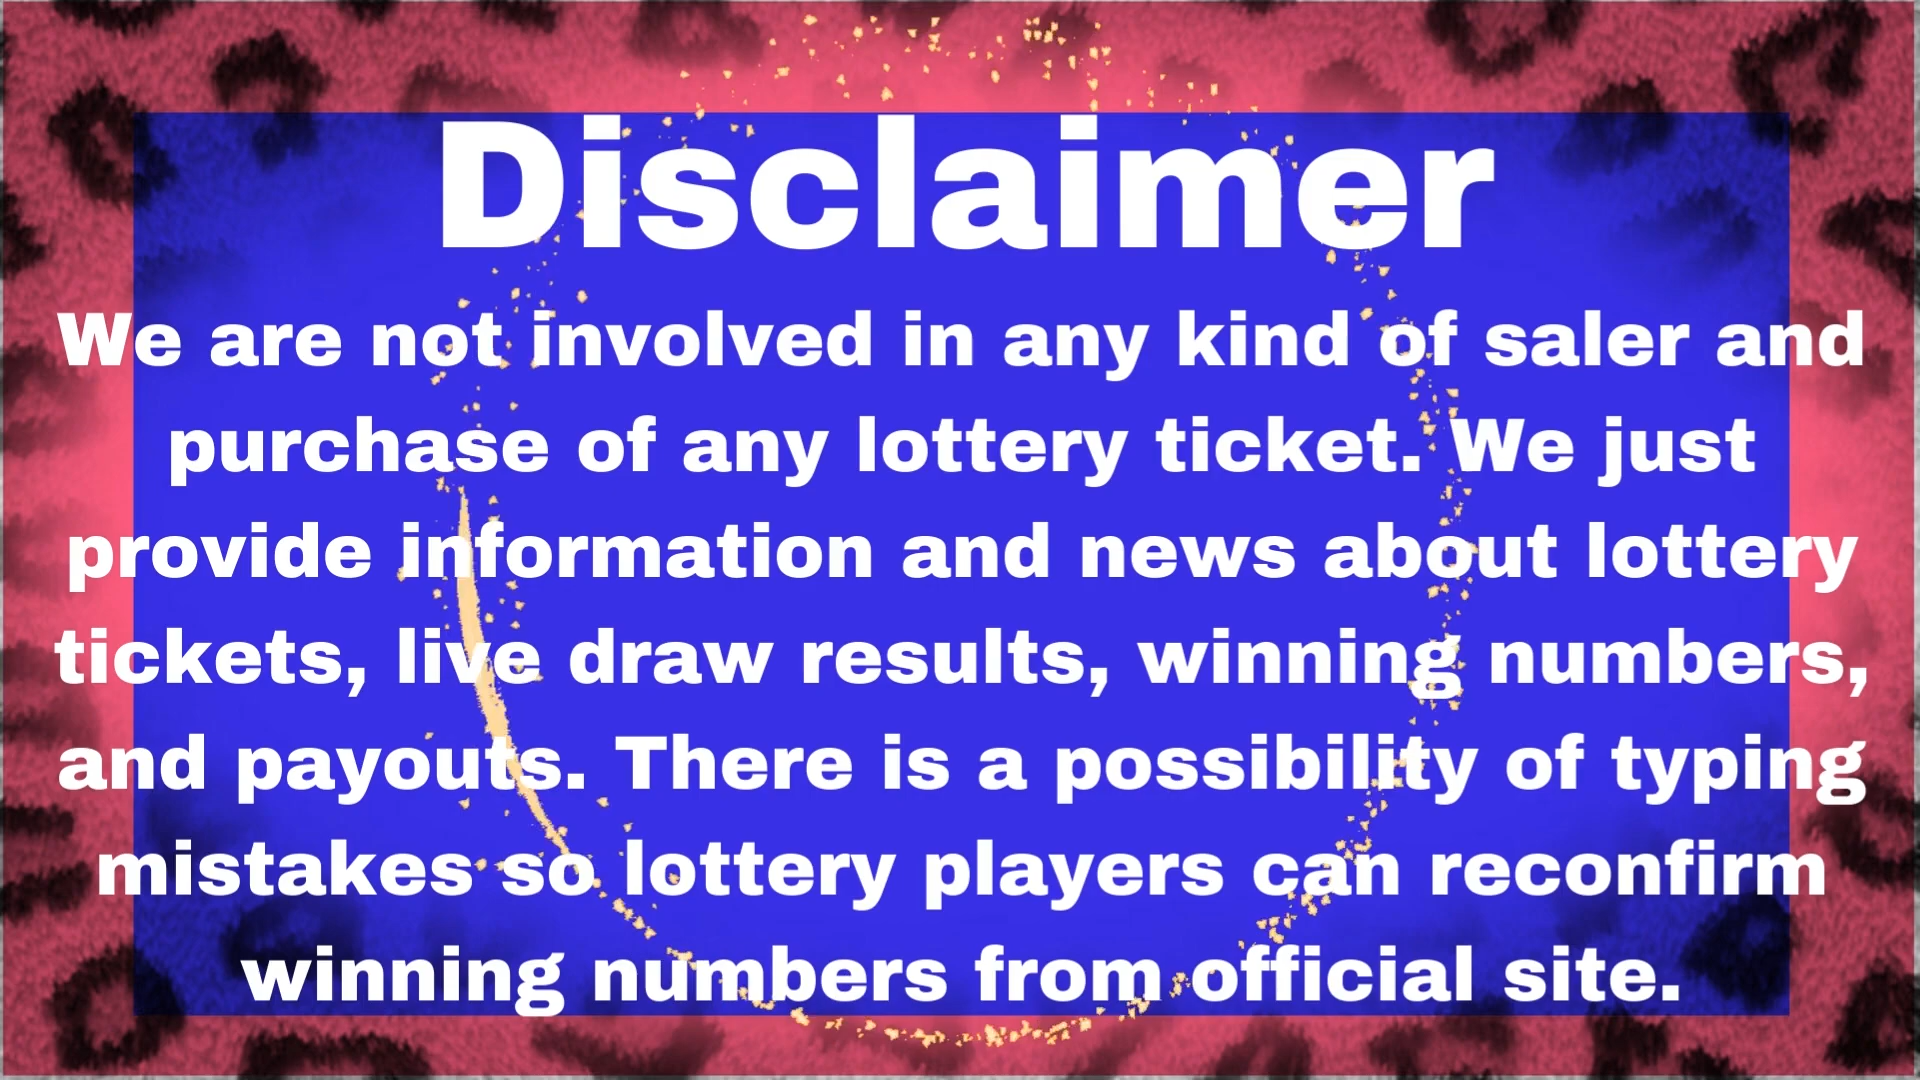 Disclaimer
We are not involved in any kind of saler and
purchase of any lottery ticket. We just
provide information and news about lottery
tickets, live draw results, winning numbers,
and payouts. There is a possibility of typing
mistakes so lottery players can reconfirm
winning numbers from official site.